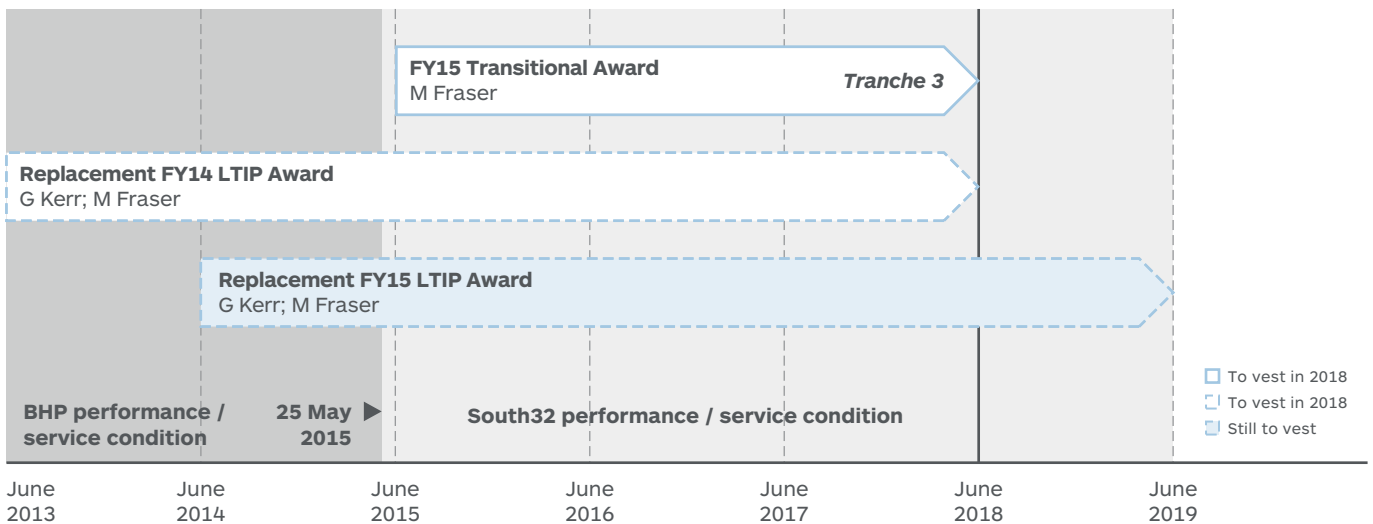 FY15 Transitional Award
M Fraser
Tranche 3
Replacement FY14 LTIP Award
G Kerr; M Fraser
Replacement FY15 LTIP Award
G Kerr; M Fraser
BHP performance /
service condition
25 May
2015
South32 performance / service condition
To vest in 2018
To vest in 2018
Still to vest
June
2013
June
2014
June
2015
June
2016
June
2017
June
2018
June
2019